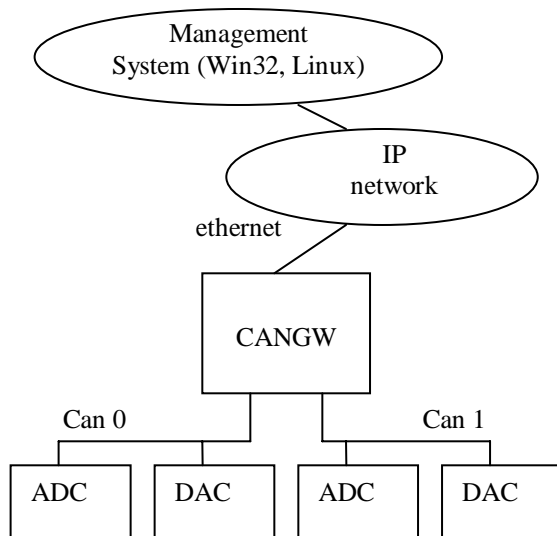 Management
System (Win32, Linux)
IP
network
ethernet
CANGW
Can 0
Can 1
ADC
DAC
ADC
DAC